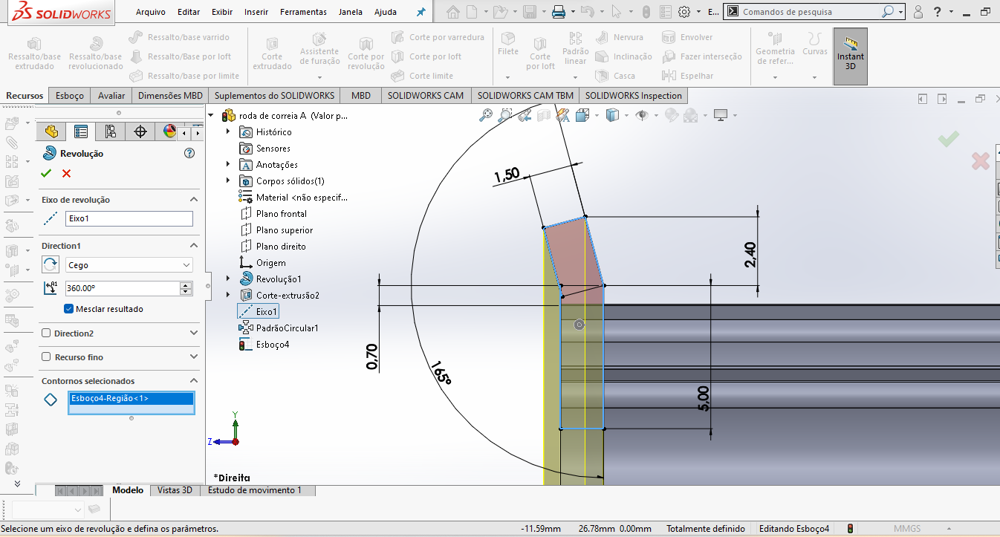 SOLIDWORKS
Arquivo Editar Exibir Inserir Ferramentas Janela Ajuda
E...
Comandos de pesquisa
?
Ressalto/base extrudado
Ressalto/base revolucionado
Ressalto/base varrido
Ressalto/Base por loft
Ressalto/base por limite
Corte extrudado
Assistente de furação
Corte por revolução
Corte por varredura
Corte por loft
Corte limite
Filete
Corte por loft
Padrão linear
Nervura
Inclinação
Casca
Envolver
Fazer interseção
Espelhar
Geometria de refer...
Curvas
Instant 3D
Recursos Esboço Avaliar Dimensões MBD Suplementos do SOLIDWORKS MBD SOLIDWORKS CAM SOLIDWORKS CAM TBM SOLIDWORKS Inspection
Revolução
Eixo de revolução
Eixo1
Direction1
Cego
360.00º
Mesclar resultado
Direction2
Recurso fino
Contornos selecionados
Esboço4-Região<1>
roda de correia A (Valor p...
Histórico
Sensores
Anotações
Corpos sólidos(1)
Material <não especif...
Plano frontal
Plano superior
Plano direito
Origem
Revolução1
Corte-extrusão2
Eixo1
PadrãoCircular1
Esboço4
1,50
2,40
0,70
165º
5,00
Y
Z
*Direita
Modelo Vistas 3D Estudo de movimento 1
Selecione um eixo de revolução e defina os parâmetros.
-11.59mm 26.78mm 0.00mm Totalmente definido Editando Esboço4 MMGS